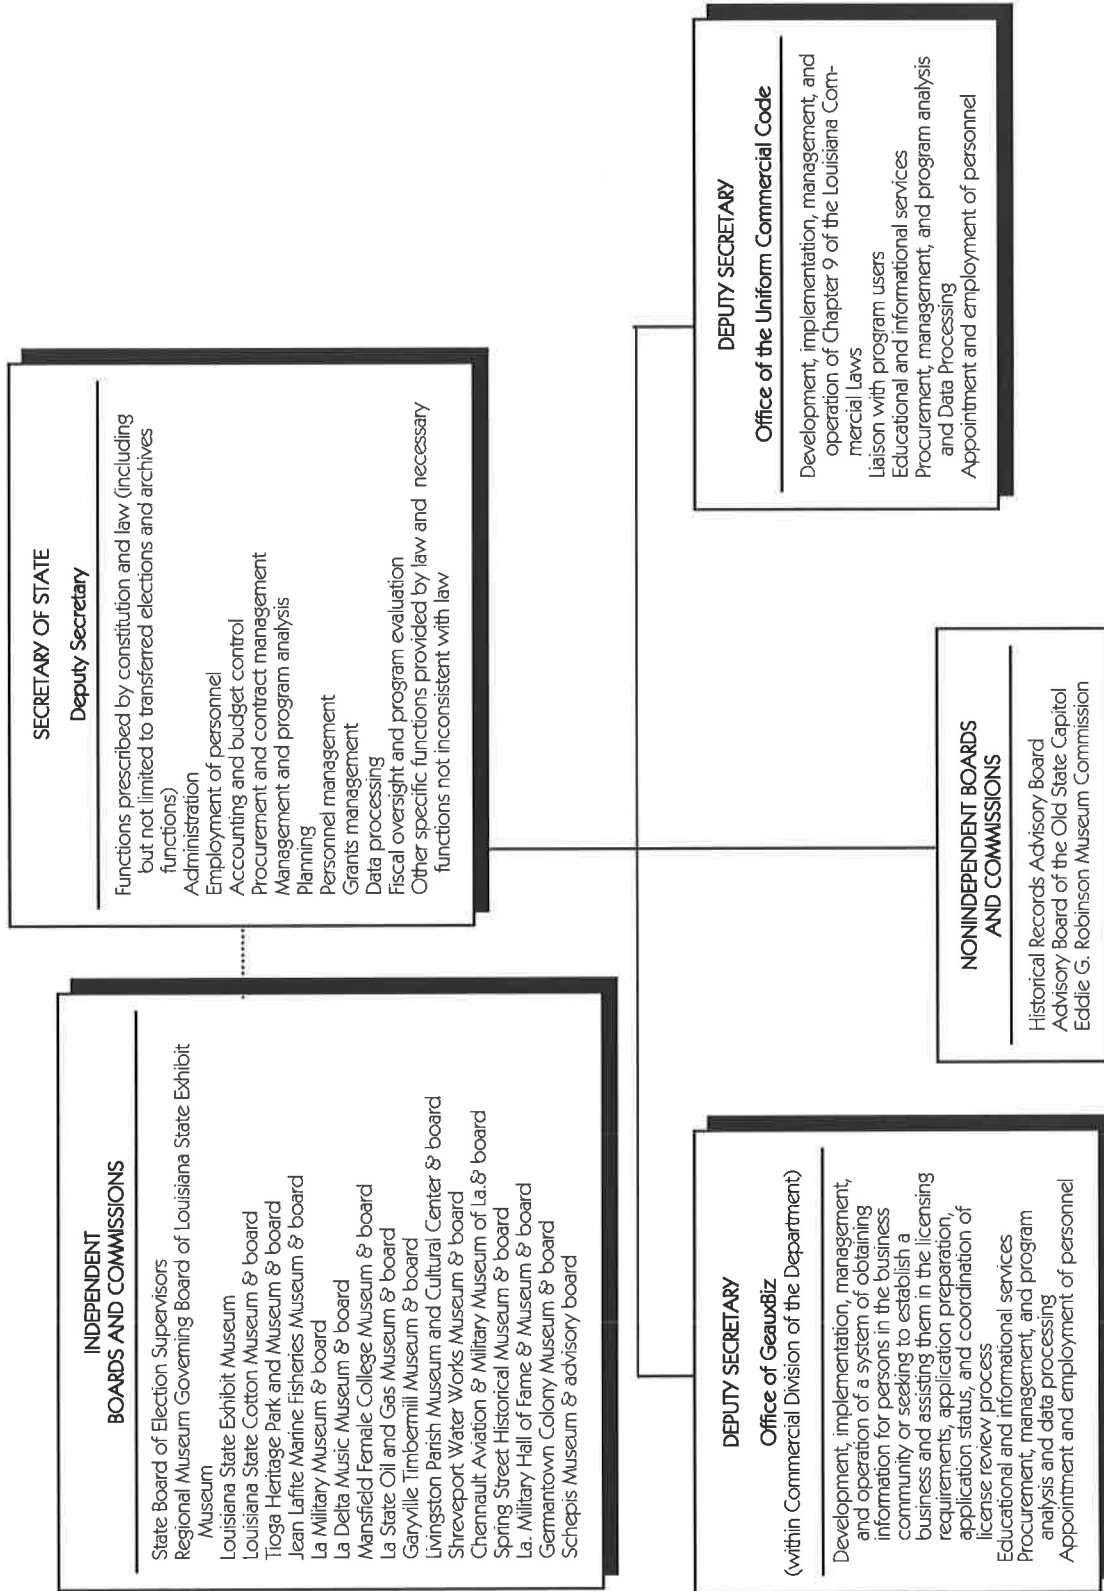 SECRETARY OF STATE
Deputy Secretary
Functions prescribed by constitution and law (including
but not limited to transferred elections and archives
functions)
Administration
Employment of personnel
Accounting and budget control
Procurement and contract management
Management and program analysis
Planning
Personnel management
Grants management
Data processing
Fiscal oversight and program evaluation
Other specific functions provided by law and necessary
functions not inconsistent with law
INDEPENDENT
BOARDS AND COMMISSIONS
State Board of Election Supervisors
Regional Museum Governing Board of Louisiana State Exhibit
Museum
Louisiana State Exhibit Museum
Louisiana State Cotton Museum & board
Tioga Heritage Park and Museum & board
Jean Lafitte Marine Fisheries Museum & board
La Military Museum & board
La Delta Music Museum & board
Mansfield Female College Museum & board
La State Oil and Gas Museum & board
Garyville Timbermill Museum & board
Livingston Parish Museum and Cultural Center & board
Shreveport Water Works Museum & board
Chennault Aviation & Military Museum of La.& board
Spring Street Historical Museum & board
La. Military Hall of Fame & Museum & board
Germantown Colony Museum & board
Schepis Museum & advisory board
DEPUTY SECRETARY
Office of GeauxBiz
(within Commercial Division of the Department)
Development, implementation, management,
and operation of a system of obtaining
information for persons in the business
community or seeking to establish a
business and assisting them in the licensing
requirements, application preparation,
application status, and coordination of
license review process
Educational and informational services
Procurement, management, and program
analysis and data processing
Appointment and employment of personnel
NONINDEPENDENT BOARDS
AND COMMISSIONS
Historical Records Advisory Board
Advisory Board of the Old State Capitol
Eddie G. Robinson Museum Commission
DEPUTY SECRETARY
Office of the Uniform Commercial Code
Development, implementation, management, and
operation of Chapter 9 of the Louisiana Com-
mercial Laws
Liaison with program users
Educational and informational services
Procurement, management, and program analysis
and Data Processing
Appointment and employment of personnel